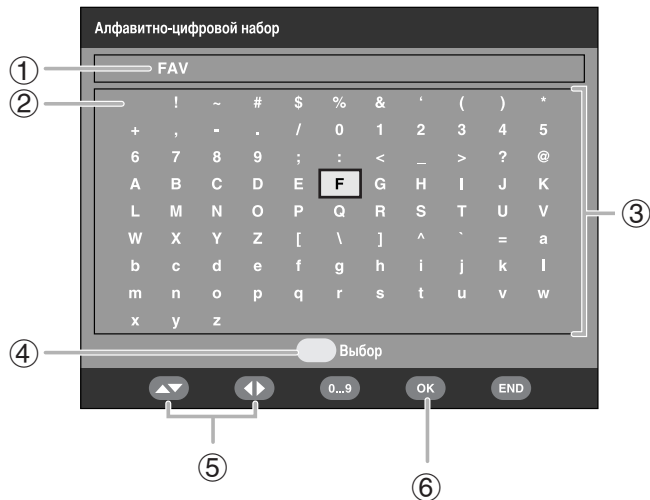 Алфавитно-цифровой набор
① FAV
② ! ~ # $ % & ‘ ( ) *
+ , - . / 0 1 2 3 4 5
6 7 8 9 ; : < _ > ? @
A B C D E F G H I J K
L M N O P Q R S T U V ③
W X Y Z [ \ ] ^ ` = a
b c d e f g h i j k l
m n o p q r s t u v w
x y z
④ Выбор
0...9 OK END
⑤ ⑥